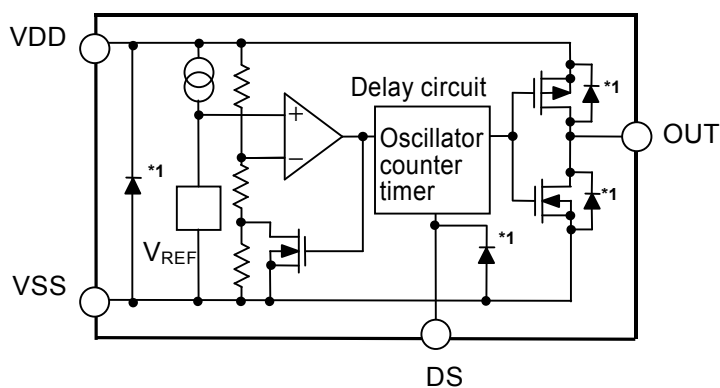 VDD
Delay circuit
*1
OUT
+
Oscillator
counter
timer
−
*1
*1
VREF
*1
VSS
DS